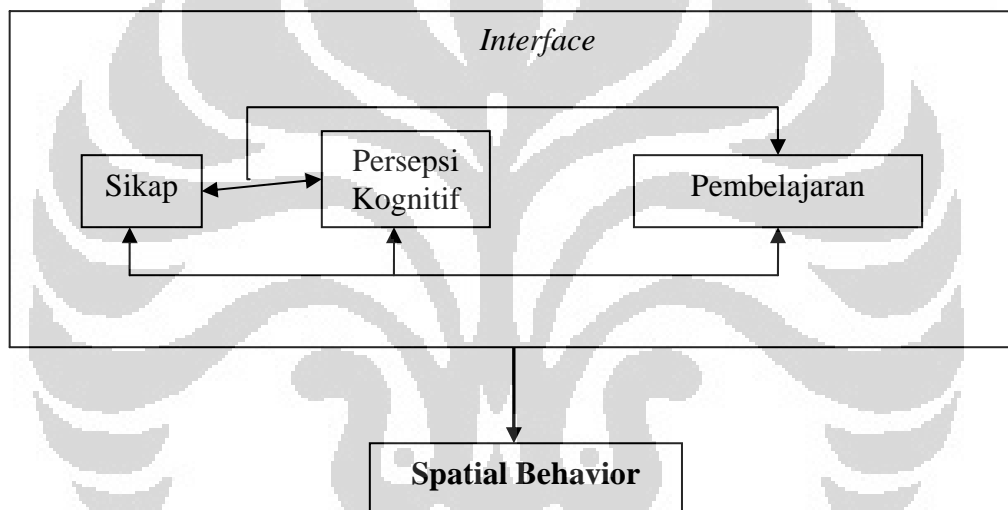 Interface
Sikap
Persepsi
Kognitif
Pembelajaran
Spatial Behavior